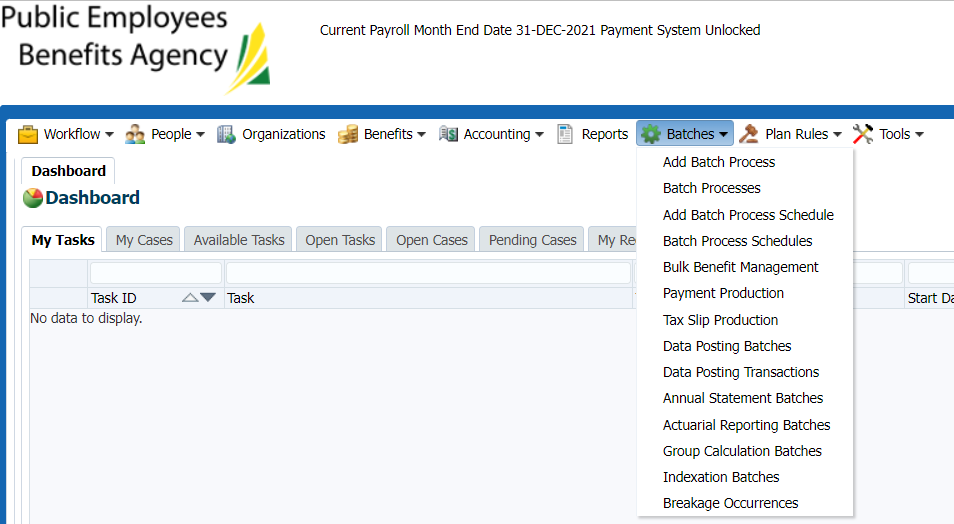 Public Employees
Benefits Agency
Current Payroll Month End Date 31-DEC-2021 Payment System Unlocked
Workflow People Organizations Benefits Accounting Reports Batches Plan Rules Tools
Dashboard
Dashboard
My Tasks My Cases Available Tasks Open Tasks Open Cases Pending Cases My Re
Task ID Task Start Da
No data to display.
Add Batch Process
Batch Processes
Add Batch Process Schedule
Batch Process Schedules
Bulk Benefit Management
Payment Production
Tax Slip Production
Data Posting Batches
Data Posting Transactions
Annual Statement Batches
Actuarial Reporting Batches
Group Calculation Batches
Indexation Batches
Breakage Occurrences